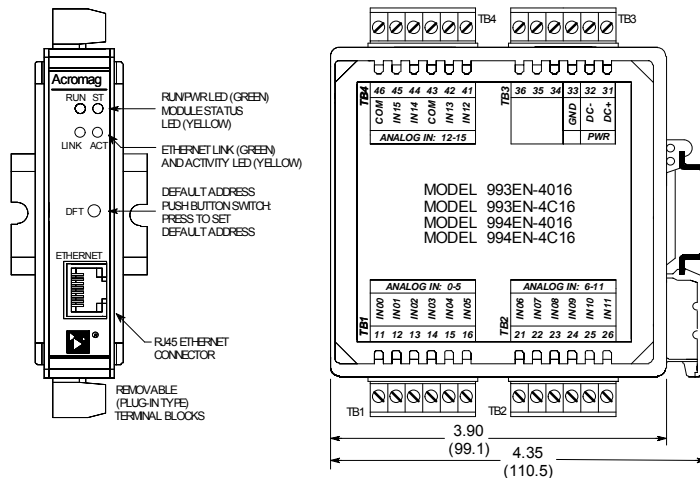 TB4
TB3
Acromag
RUN ST
LINK ACT
DFT
ETHERNET
RUN/PWR LED (GREEN)
MODULE STATUS
LED (YELLOW)
ETHERNET LINK (GREEN)
AND ACTIVITY LED (YELLOW)
DEFAULT ADDRESS
PUSH BUTTON SWITCH:
PRESS TO SET
DEFAULT ADDRESS
RJ45 ETHERNET
CONNECTOR
REMOVABLE
(PLUG-IN TYPE)
TERMINAL BLOCKS
TB4
46 45 44 43 42 41
COM IN15 IN14 COM IN13 IN12
ANALOG IN: 12-15
TB3
36 35 34 33 32 31
GND DC- DC+
PWR
MODEL 993EN-4016
MODEL 993EN-4C16
MODEL 994EN-4016
MODEL 994EN-4C16
TB1
ANALOG IN: 0-5
IN00 IN01 IN02 IN03 IN04 IN05
11 12 13 14 15 16
TB2
ANALOG IN: 6-11
IN06 IN07 IN08 IN09 IN10 IN11
21 22 23 24 25 26
TB1
TB2
3.90
(99.1)
4.35
(110.5)